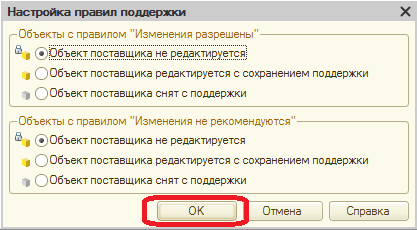 Настройка правил поддержки
Объекты с правилом "Изменения разрешены"
Объект поставщика не редактируется
Объект поставщика редактируется с сохранением поддержки
Объект поставщика снят с поддержки
Объекты с правилом "Изменения не рекомендуются"
Объект поставщика не редактируется
Объект поставщика редактируется с сохранением поддержки
Объект поставщика снят с поддержки
OK Отмена Справка